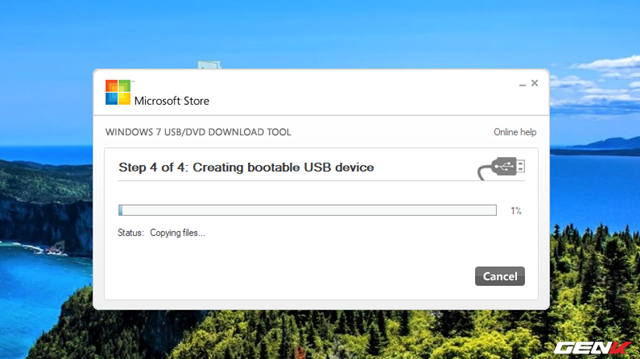 Microsoft Store
WINDOWS 7 USB/DVD DOWNLOAD TOOL
Online help
Step 4 of 4: Creating bootable USB device
1%
Status: Copying files...
Cancel
GENK